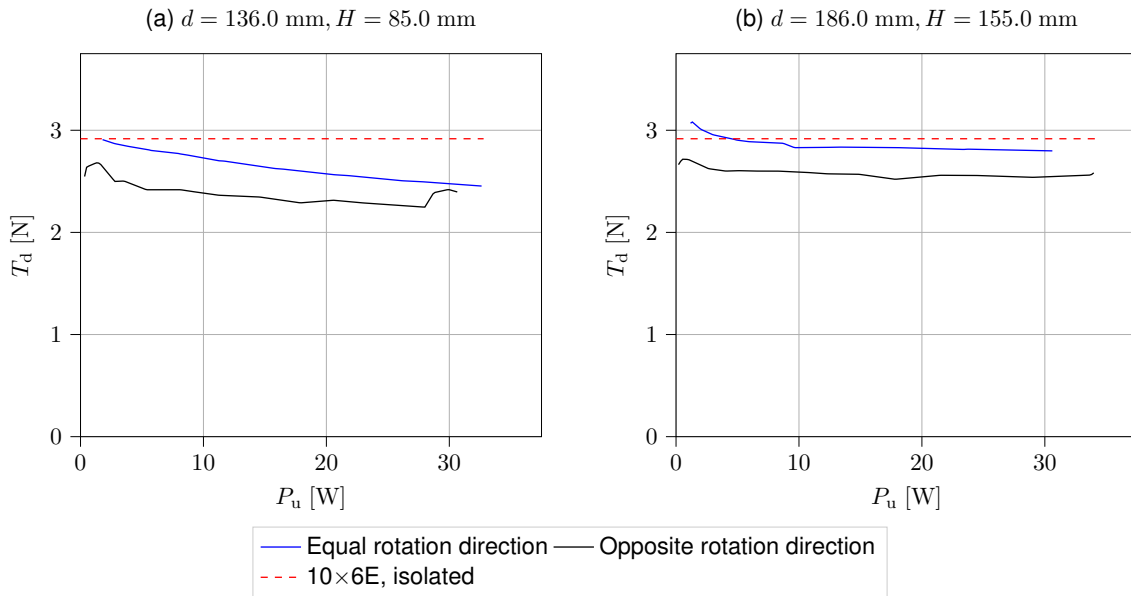 (a) d = 136.0 mm, H = 85.0 mm
(b) d = 186.0 mm, H = 155.0 mm
3
2
1
0
T_d [N]
0 10 20 30
P_u [W]
3
2
1
0
T_d [N]
0 10 20 30
P_u [W]
Equal rotation direction Opposite rotation direction
10×6E, isolated